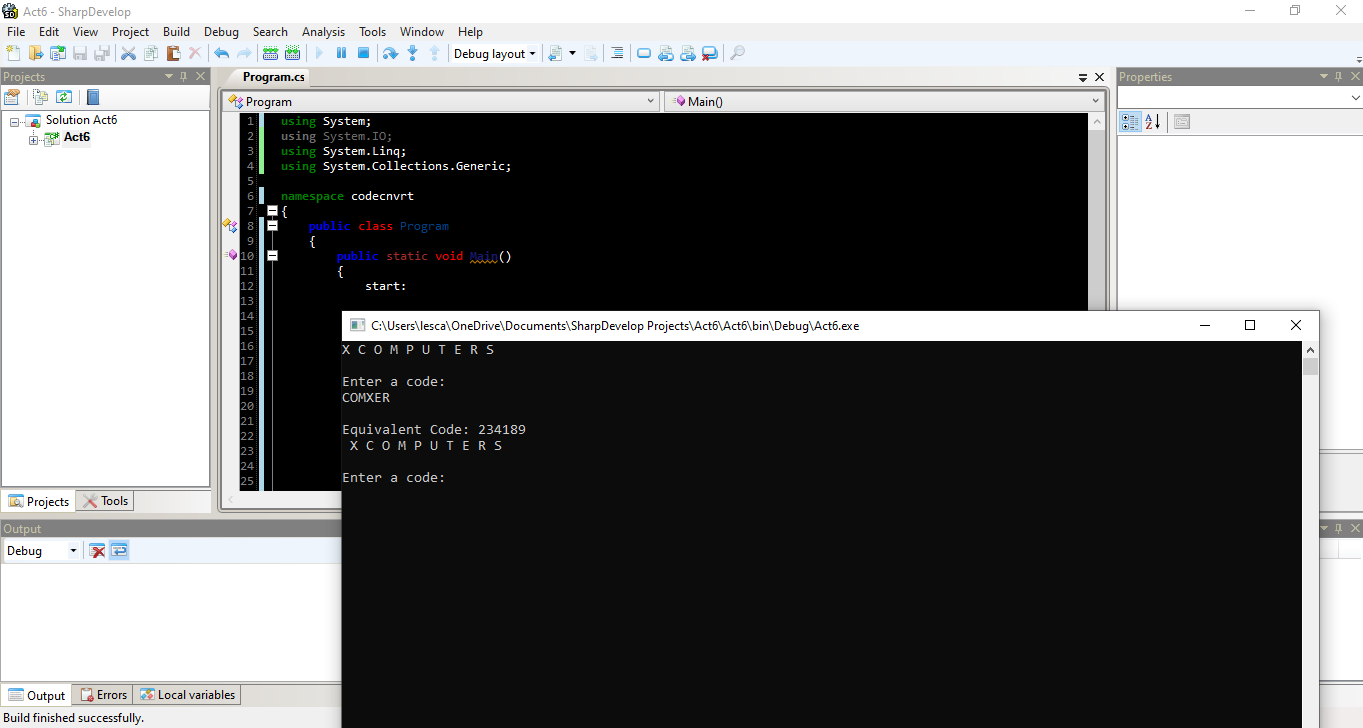 Act6 - SharpDevelop
File Edit View Project Build Debug Search Analysis Tools Window Help
Debug layout
Projects
Solution Act6
Act6
Projects Tools
Program.cs
Program Main()
1 using System;
2 using System.IO;
3 using System.Linq;
4 using System.Collections.Generic;
5
6 namespace codecnvrt
7 {
8 public class Program
9 {
10 public static void Main()
11 {
12 start:
13
14
15
16
17
18
19
20
21
22
23
24
25
Properties
C:\Users\lesca\OneDrive\Documents\SharpDevelop Projects\Act6\Act6\bin\Debug\Act6.exe
X C O M P U T E R S
Enter a code:
COMXER
Equivalent Code: 234189
X C O M P U T E R S
Enter a code:
Output
Debug
Output Errors Local variables
Build finished successfully.